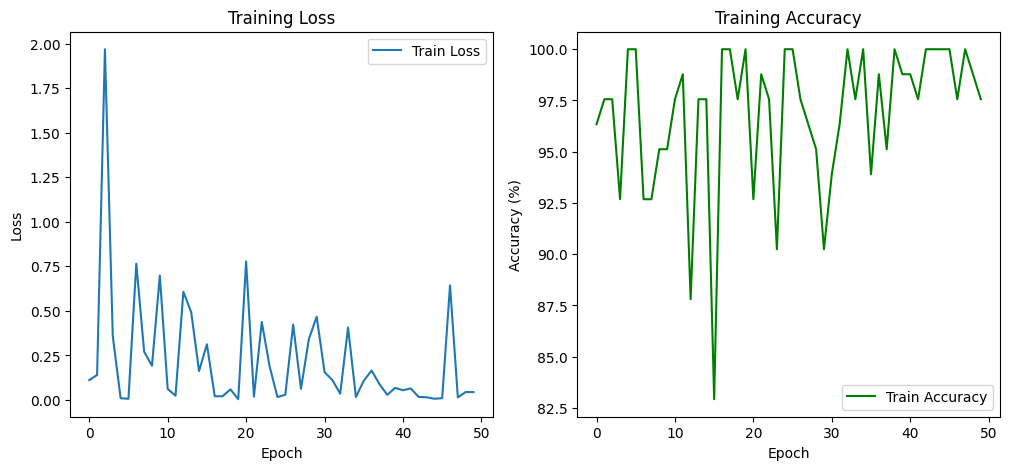 Training Loss
Train Loss
2.00
1.75
1.50
1.25
1.00
0.75
0.50
0.25
0.00
Loss
0 10 20 30 40 50
Epoch
Training Accuracy
100.0
97.5
95.0
92.5
90.0
87.5
85.0
82.5
Accuracy (%)
Train Accuracy
0 10 20 30 40 50
Epoch